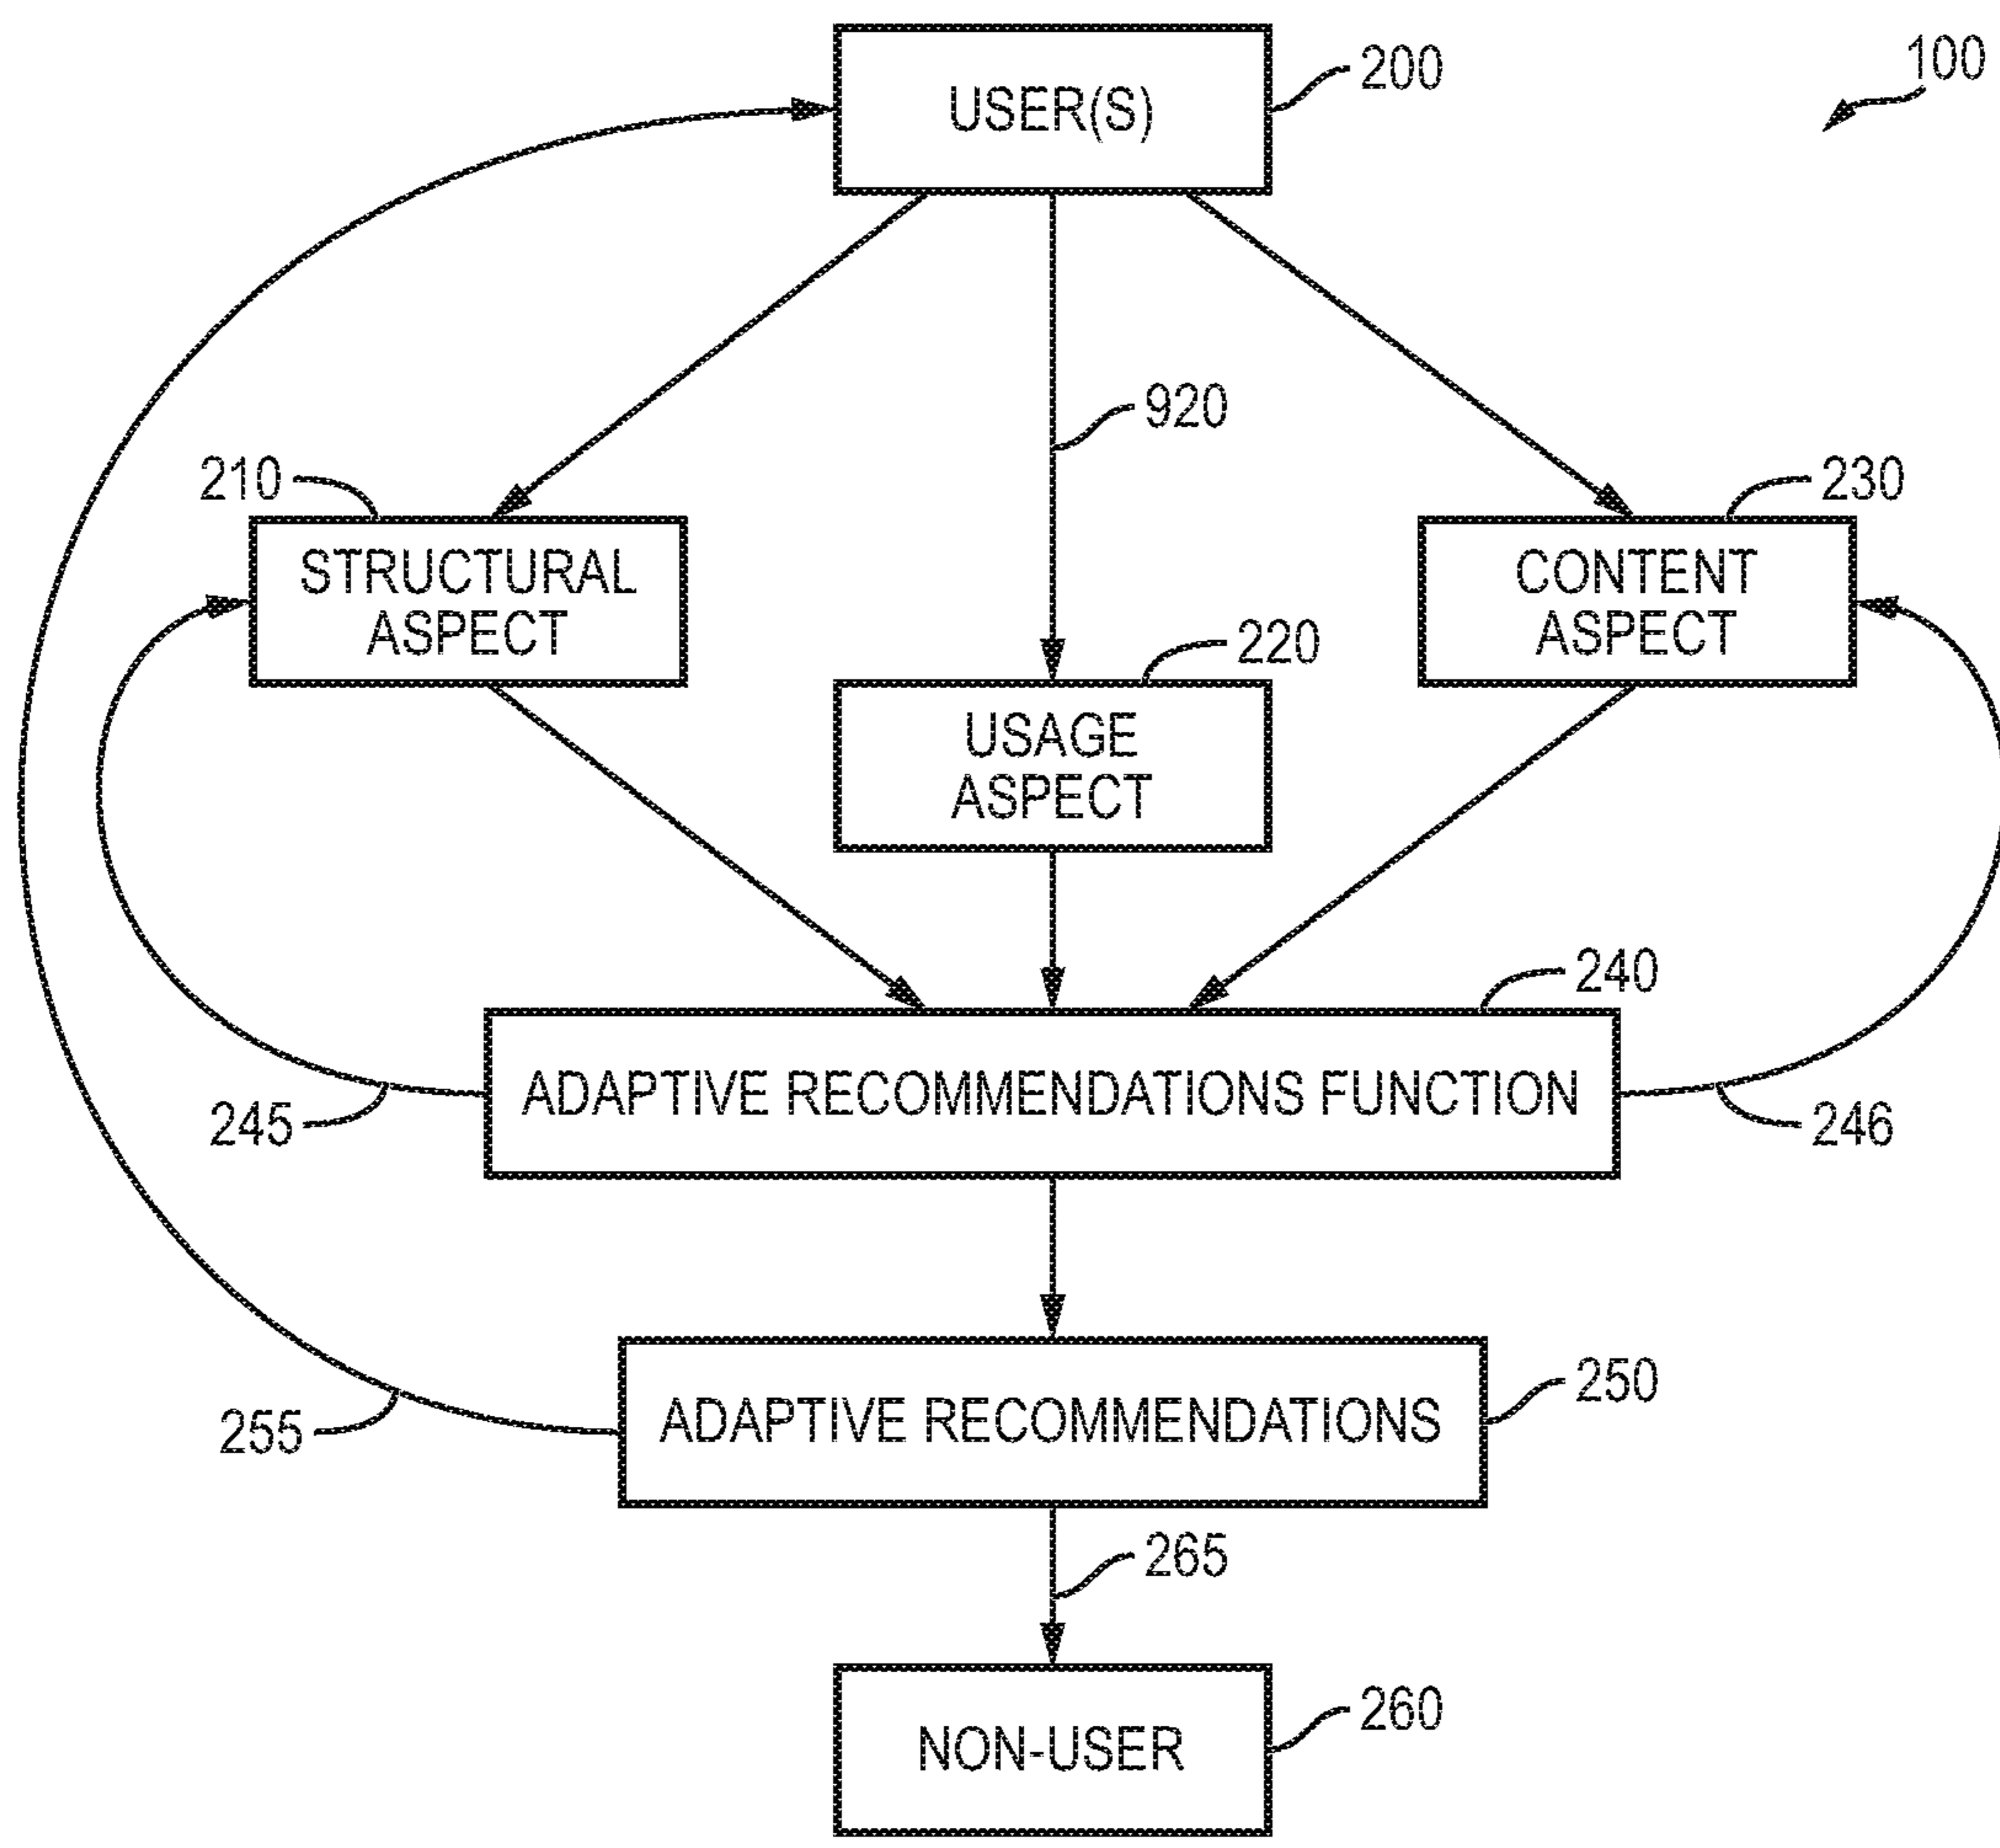 USER(S)
200
100
920
210
230
STRUCTURAL
ASPECT
CONTENT
ASPECT
220
USAGE
ASPECT
240
ADAPTIVE RECOMMENDATIONS FUNCTION
245
246
250
ADAPTIVE RECOMMENDATIONS
255
265
260
NON-USER